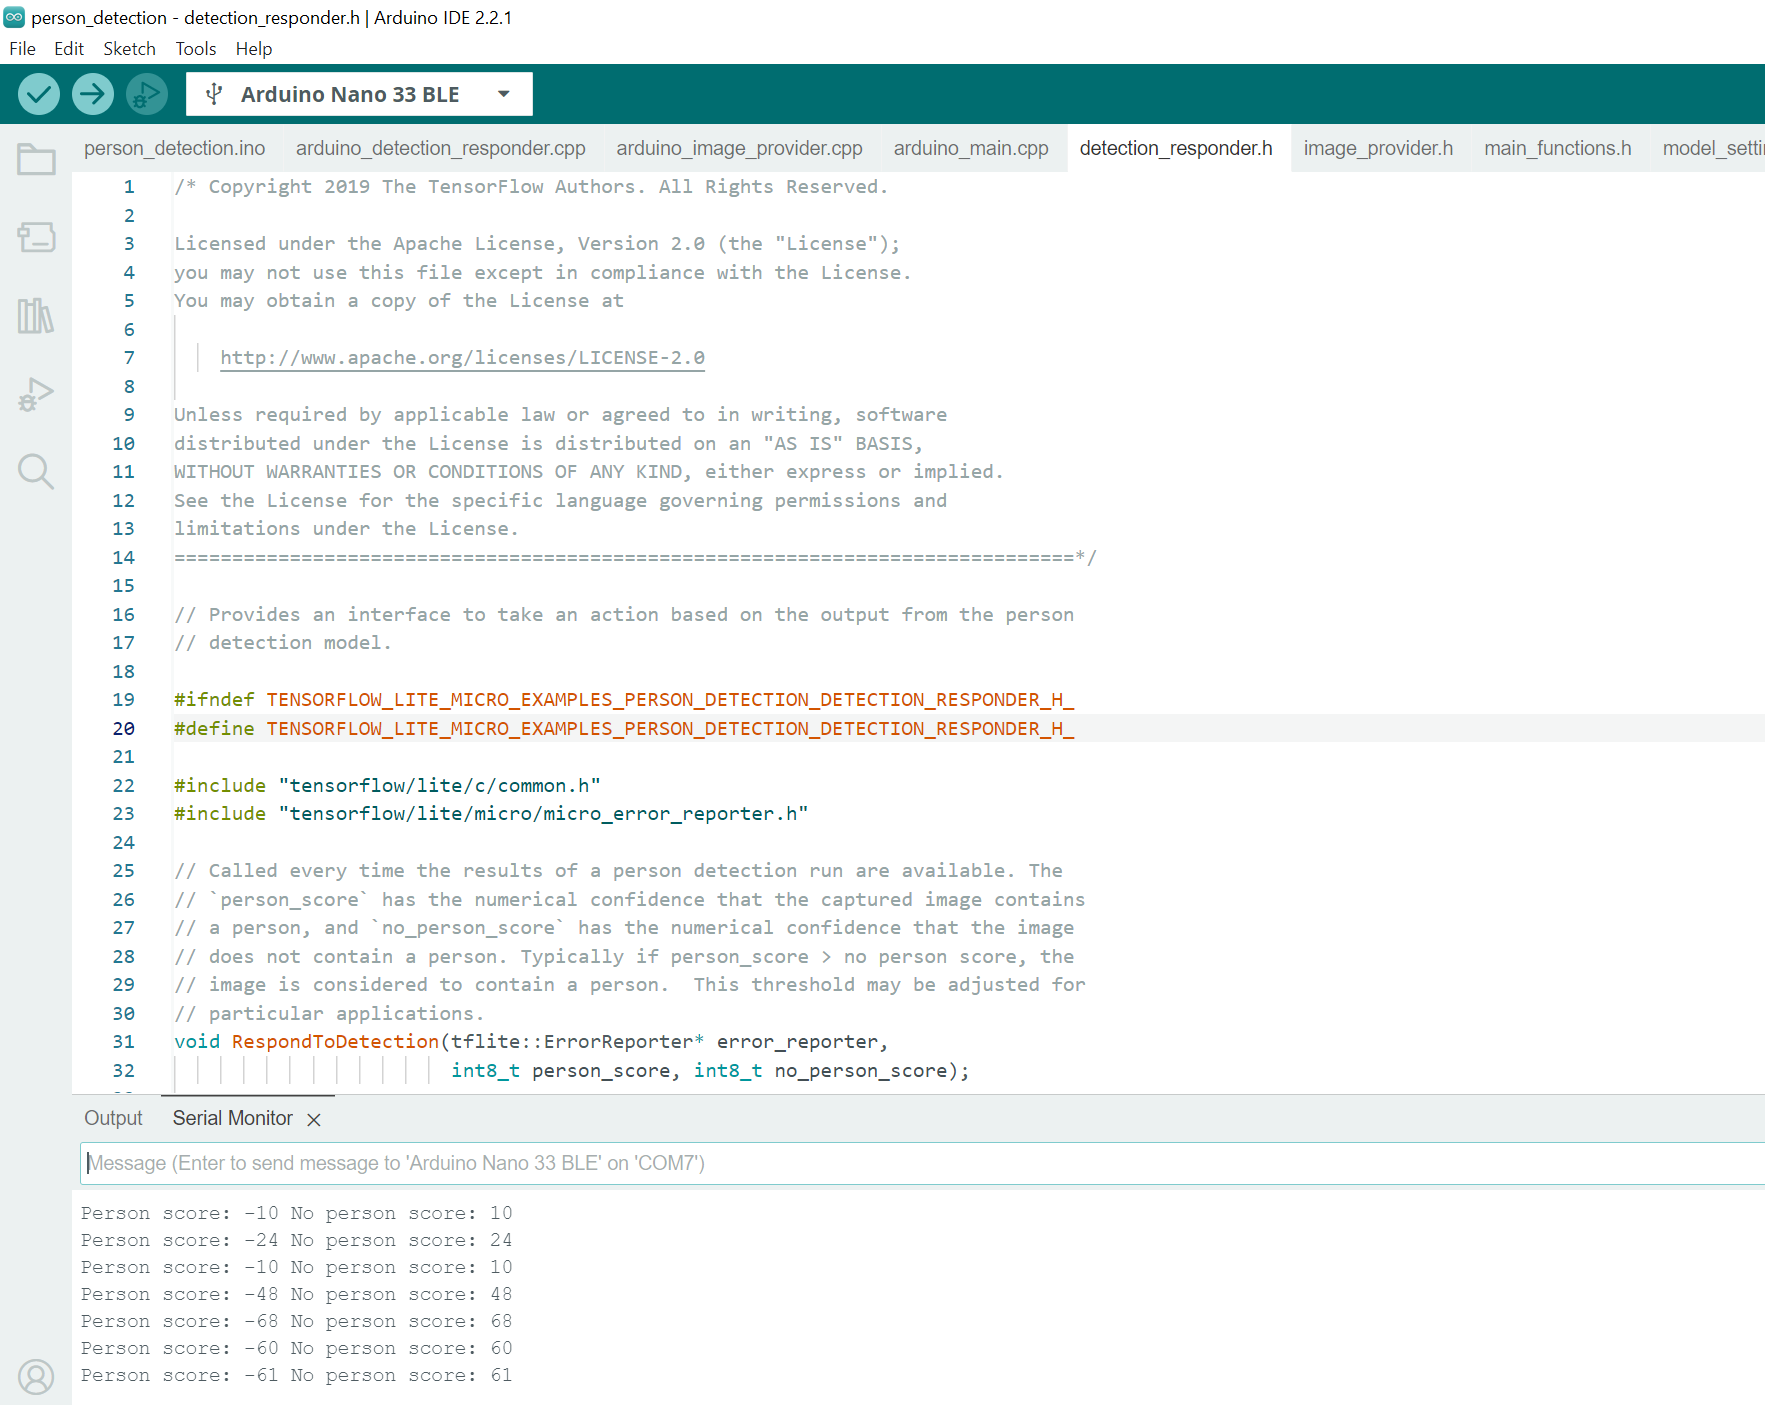 person_detection - detection_responder.h | Arduino IDE 2.2.1
File Edit Sketch Tools Help
Arduino Nano 33 BLE
person_detection.ino arduino_detection_responder.cpp arduino_image_provider.cpp arduino_main.cpp detection_responder.h image_provider.h main_functions.h model_setti
1 /* Copyright 2019 The TensorFlow Authors. All Rights Reserved.
2
3 Licensed under the Apache License, Version 2.0 (the "License");
4 you may not use this file except in compliance with the License.
5 You may obtain a copy of the License at
6
7 http://www.apache.org/licenses/LICENSE-2.0
8
9 Unless required by applicable law or agreed to in writing, software
10 distributed under the License is distributed on an "AS IS" BASIS,
11 WITHOUT WARRANTIES OR CONDITIONS OF ANY KIND, either express or implied.
12 See the License for the specific language governing permissions and
13 limitations under the License.
14 ==============================================================================*/
15
16 // Provides an interface to take an action based on the output from the person
17 // detection model.
18
19 #ifndef TENSORFLOW_LITE_MICRO_EXAMPLES_PERSON_DETECTION_DETECTION_RESPONDER_H_
20 #define TENSORFLOW_LITE_MICRO_EXAMPLES_PERSON_DETECTION_DETECTION_RESPONDER_H_
21
22 #include "tensorflow/lite/c/common.h"
23 #include "tensorflow/lite/micro/micro_error_reporter.h"
24
25 // Called every time the results of a person detection run are available. The
26 // `person_score` has the numerical confidence that the captured image contains
27 // a person, and `no_person_score` has the numerical confidence that the image
28 // does not contain a person. Typically if person_score > no person score, the
29 // image is considered to contain a person.  This threshold may be adjusted for
30 // particular applications.
31 void RespondToDetection(tflite::ErrorReporter* error_reporter,
32 int8_t person_score, int8_t no_person_score);
Output Serial Monitor
Message (Enter to send message to 'Arduino Nano 33 BLE' on 'COM7')
Person score: -10 No person score: 10
Person score: -24 No person score: 24
Person score: -10 No person score: 10
Person score: -48 No person score: 48
Person score: -68 No person score: 68
Person score: -60 No person score: 60
Person score: -61 No person score: 61